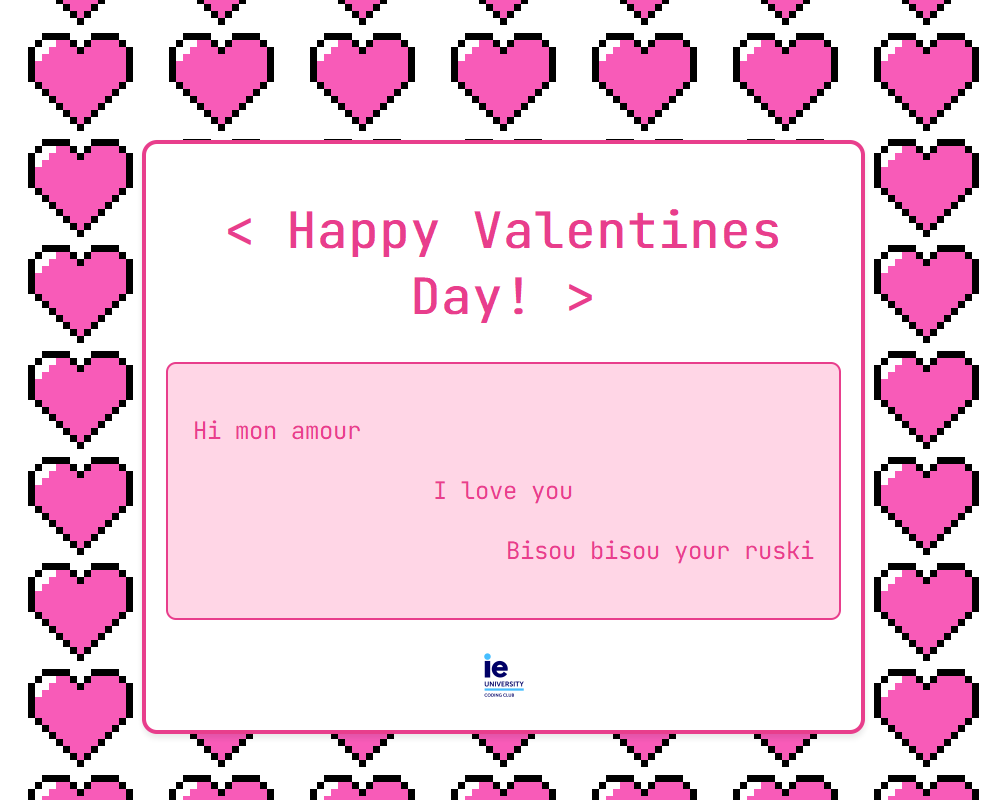 < Happy Valentines
Day! >
Hi mon amour
I love you
Bisou bisou your ruski
ie
UNIVERSITY
CODING CLUB